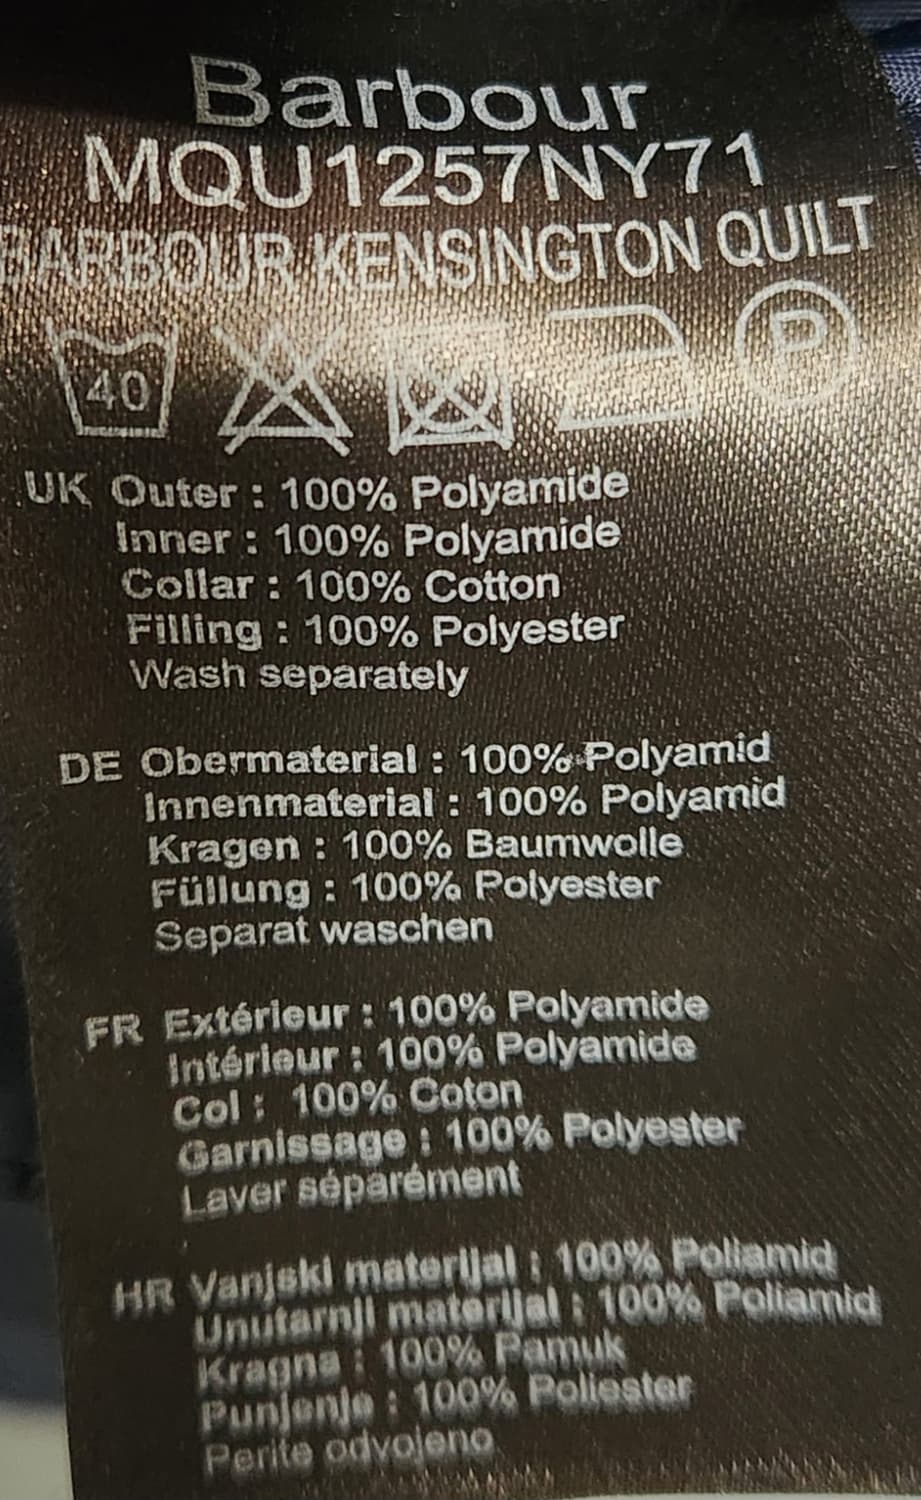 Barbour
MQU1257NY71
BARBOUR KENSINGTON QUILT
40 P
UK Outer : 100% Polyamide
Inner : 100% Polyamide
Collar : 100% Cotton
Filling : 100% Polyester
Wash separately
DE Obermaterial : 100% Polyamid
Innenmaterial : 100% Polyamid
Kragen : 100% Baumwolle
Füllung : 100% Polyester
Separat waschen
FR Extérieur : 100% Polyamide
Intérieur : 100% Polyamide
Col : 100% Coton
Garnissage : 100% Polyester
Laver séparément
HR Vanjski materijal : 100% Poliamid
Unutarnji materijal : 100% Poliamid
Kragna : 100% Pamuk
Punjenje : 100% Poliester
Perite odvojeno